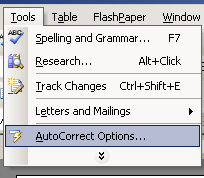 Tools Table FlashPaper Window
Spelling and Grammar... F7
Research... Alt+Click
Track Changes Ctrl+Shift+E
Letters and Mailings
AutoCorrect Options...